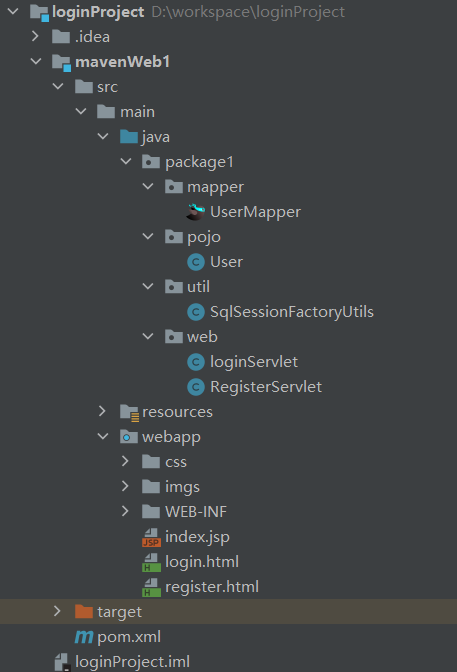 loginProject D:\workspace\loginProject
.idea
mavenWeb1
src
main
java
package1
mapper
UserMapper
pojo
User
util
SqlSessionFactoryUtils
web
loginServlet
RegisterServlet
resources
webapp
css
imgs
WEB-INF
index.jsp
login.html
register.html
target
pom.xml
loginProject.iml